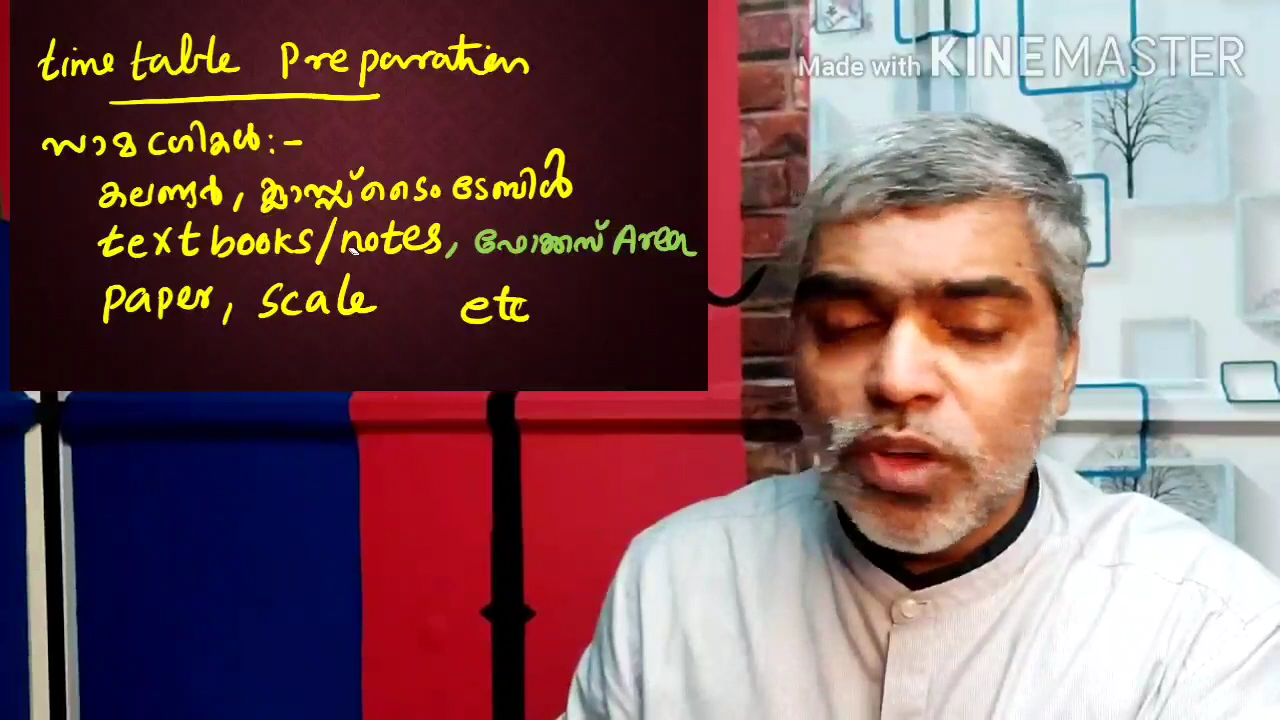 time table Preparation
സാമഗ്രികൾ:-
കലണ്ടർ, ക്ലാസ്സ് ടൈം ടേബിൾ
text books/notes, ഫോക്കസ് Area
paper, scale etc
Made with KINEMASTER